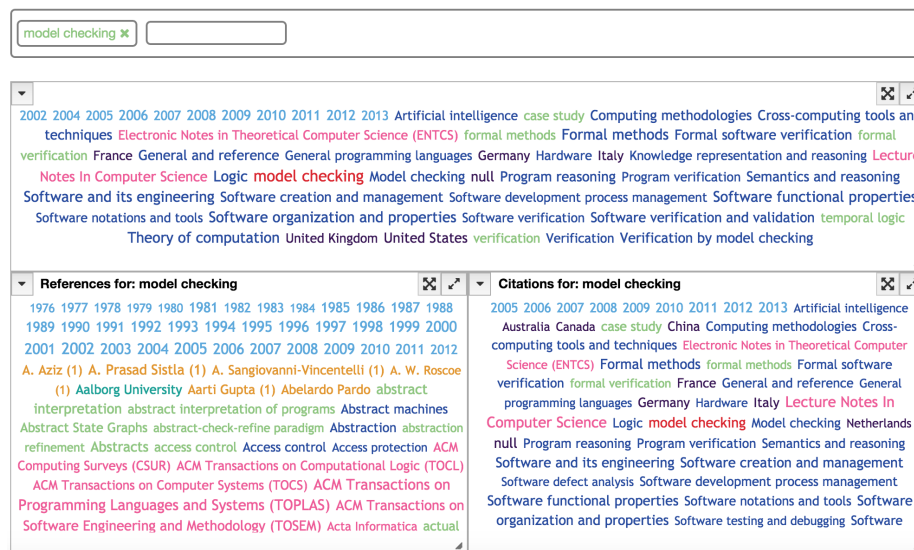 model checking ×
2002 2004 2005 2006 2007 2008 2009 2010 2011 2012 2013 Artificial intelligence case study Computing methodologies Cross-computing tools an
techniques Electronic Notes in Theoretical Computer Science (ENTCS) formal methods Formal methods Formal software verification formal
verification France General and reference General programming languages Germany Hardware Italy Knowledge representation and reasoning Lecture
Notes In Computer Science Logic model checking Model checking null Program reasoning Program verification Semantics and reasoning
Software and its engineering Software creation and management Software development process management Software functional properties
Software notations and tools Software organization and properties Software verification Software verification and validation temporal logic
Theory of computation United Kingdom United States verification Verification Verification by model checking
References for: model checking
1976 1977 1978 1979 1980 1981 1982 1983 1984 1985 1986 1987 1988
1989 1990 1991 1992 1993 1994 1995 1996 1997 1998 1999 2000
2001 2002 2003 2004 2005 2006 2007 2008 2009 2010 2011 2012
A. Aziz (1) A. Prasad Sistla (1) A. Sangiovanni-Vincentelli (1) A. W. Roscoe
(1) Aalborg University Aarti Gupta (1) Abelardo Pardo abstract
interpretation abstract interpretation of programs Abstract machines
Abstract State Graphs abstract-check-refine paradigm Abstraction abstraction
refinement Abstracts access control Access control Access protection ACM
Computing Surveys (CSUR) ACM Transactions on Computational Logic (TOCL)
ACM Transactions on Computer Systems (TOCS) ACM Transactions on
Programming Languages and Systems (TOPLAS) ACM Transactions on
Software Engineering and Methodology (TOSEM) Acta Informatica actual
Citations for: model checking
2005 2006 2007 2008 2009 2010 2011 2012 2013 Artificial intelligence
Australia Canada case study China Computing methodologies Cross-
computing tools and techniques Electronic Notes in Theoretical Computer
Science (ENTCS) Formal methods formal methods Formal software
verification formal verification France General and reference General
programming languages Germany Hardware Italy Lecture Notes In
Computer Science Logic model checking Model checking Netherlands
null Program reasoning Program verification Semantics and reasoning
Software and its engineering Software creation and management
Software defect analysis Software development process management
Software functional properties Software notations and tools Software
organization and properties Software testing and debugging Software